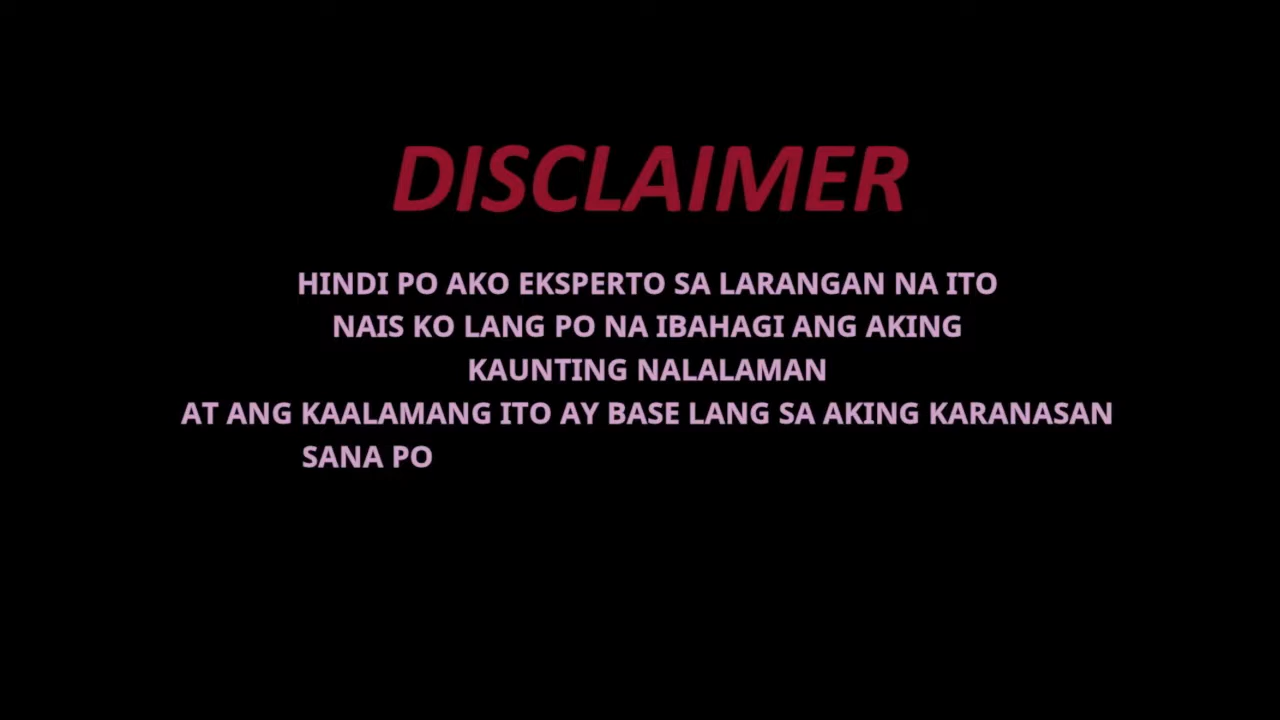 DISCLAIMER
HINDI PO AKO EKSPERTO SA LARANGAN NA ITO
NAIS KO LANG PO NA IBAHAGI ANG AKING
KAUNTING NALALAMAN
AT ANG KAALAMANG ITO AY BASE LANG SA AKING KARANASAN
SANA PO